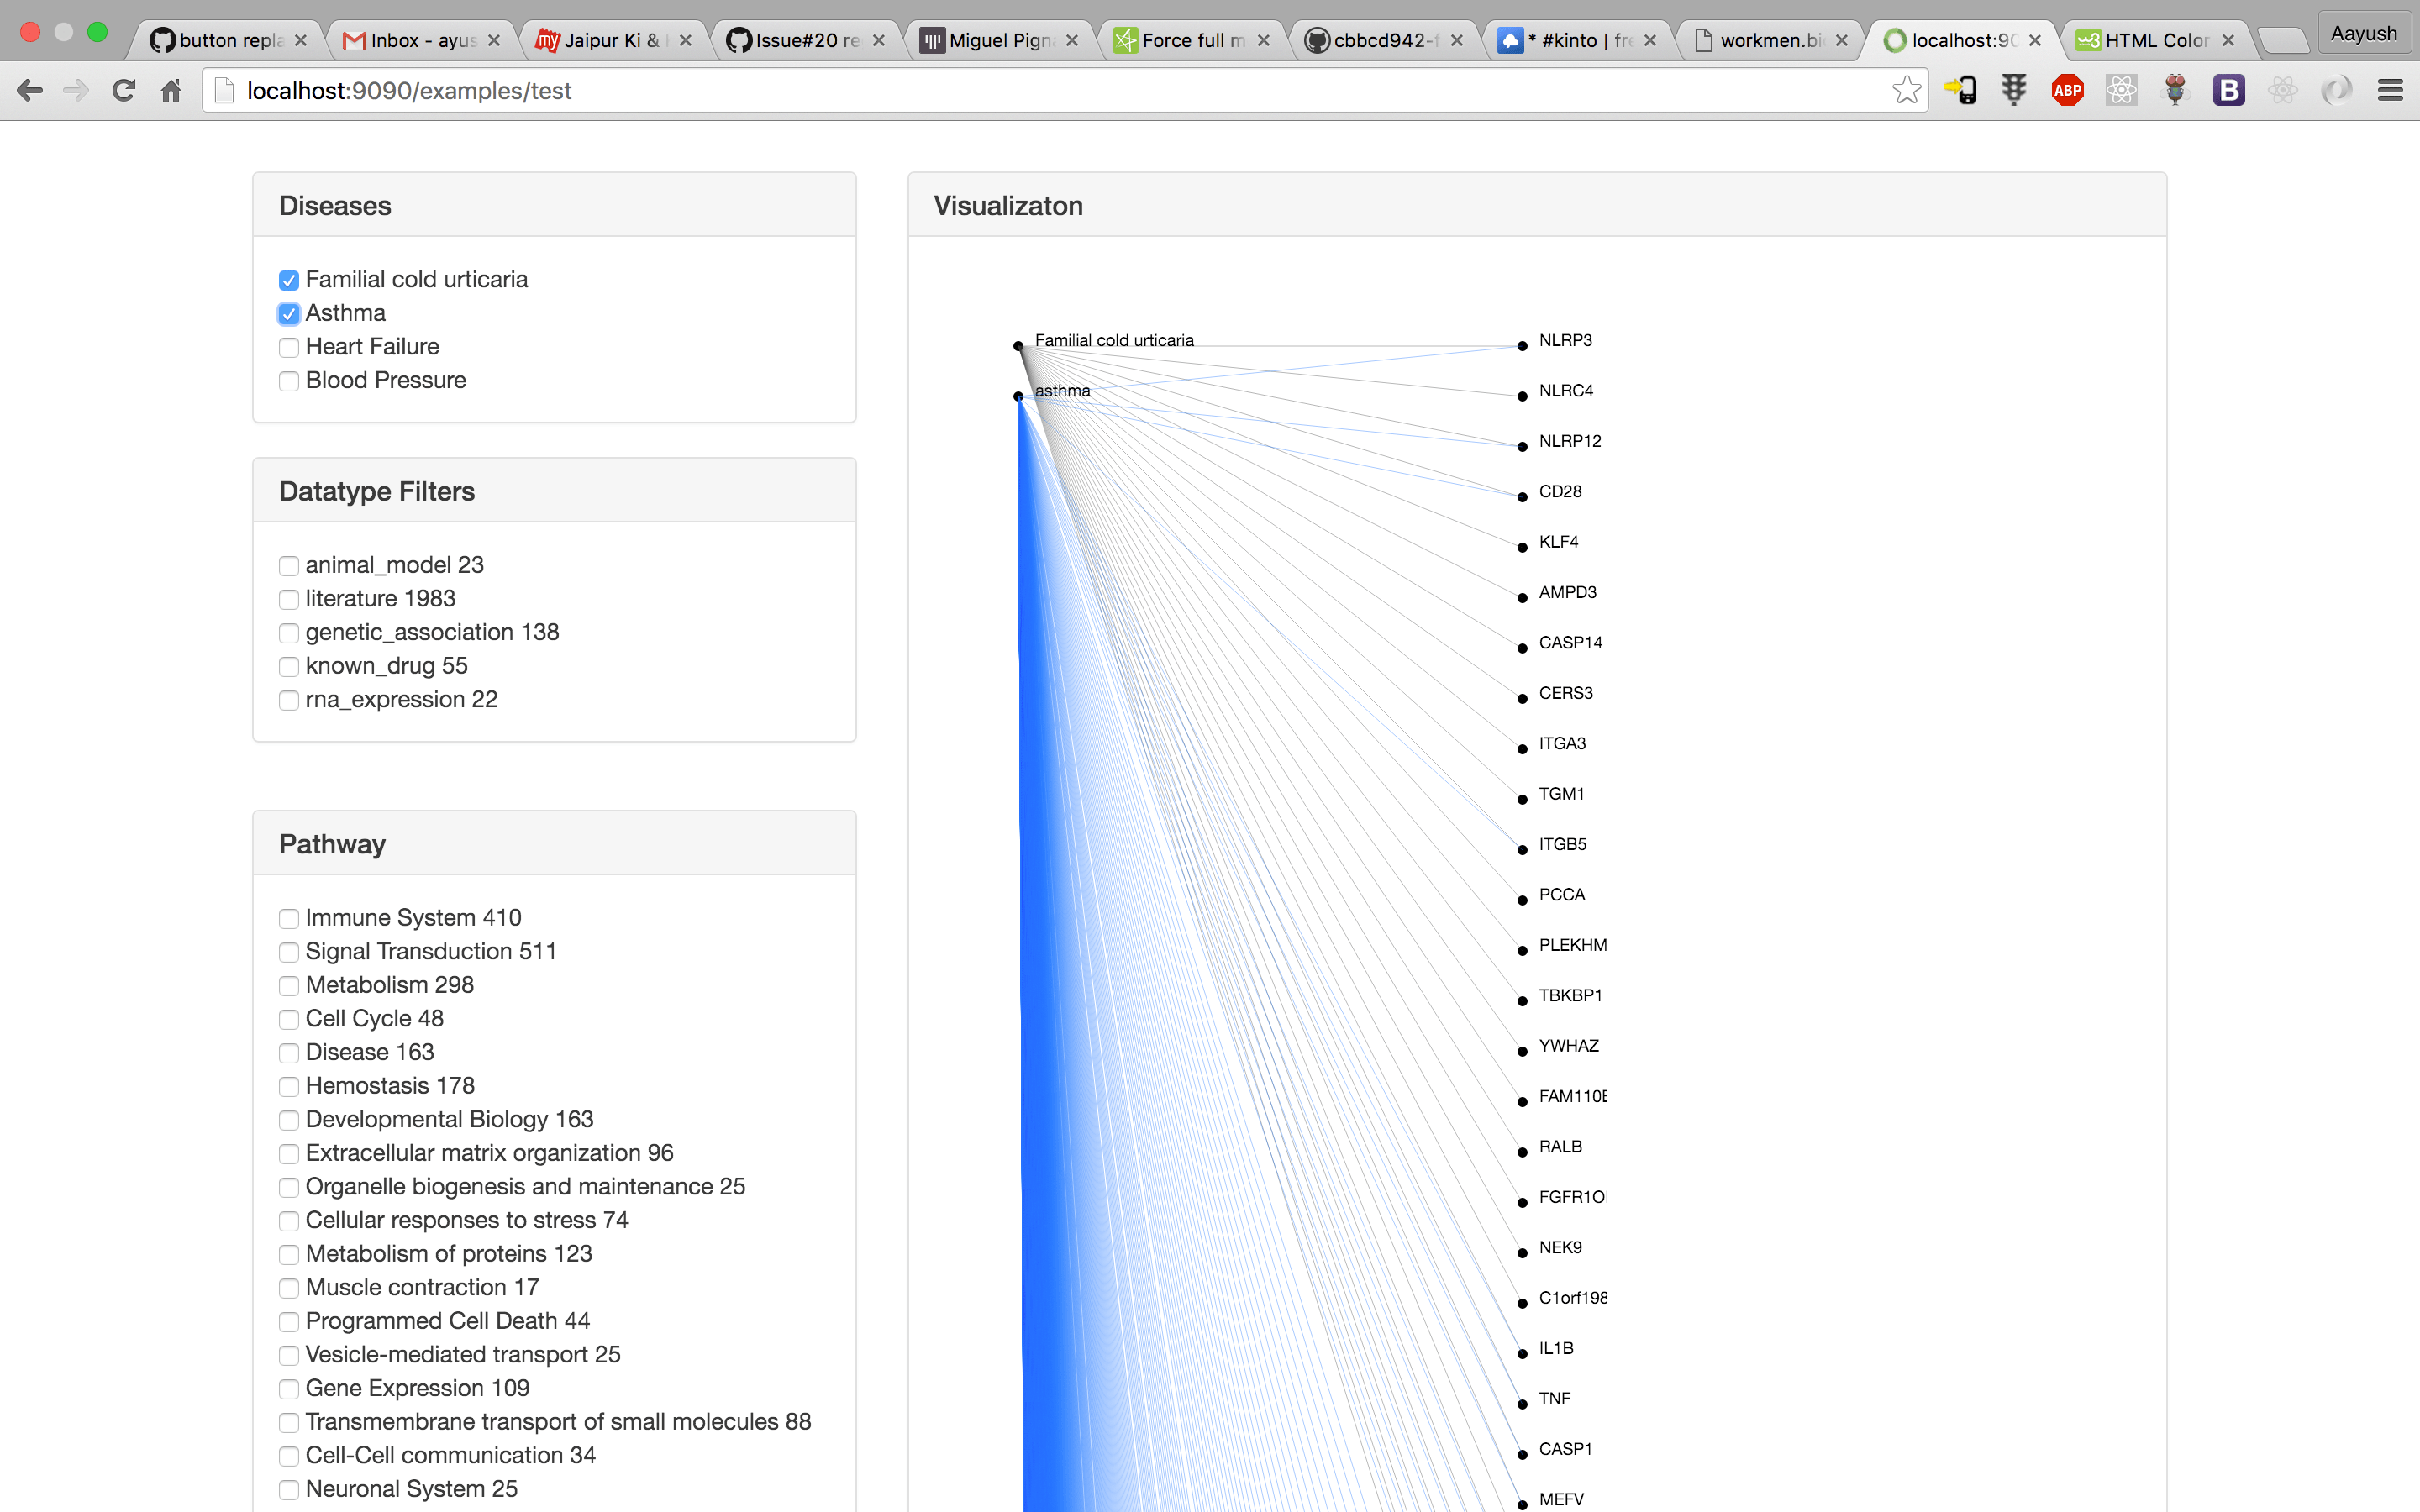 button repla
Inbox - ayus
my Jaipur Ki &
Issue#20 re
Miguel Pign
Force full m
cbbcd942-f
* #kinto | fre
workmen.bi
localhost:90
w3 HTML Color
Aayush
localhost:9090/examples/test
ABP
B
Diseases
Familial cold urticaria
Asthma
Heart Failure
Blood Pressure
Datatype Filters
animal_model 23
literature 1983
genetic_association 138
known_drug 55
rna_expression 22
Pathway
Immune System 410
Signal Transduction 511
Metabolism 298
Cell Cycle 48
Disease 163
Hemostasis 178
Developmental Biology 163
Extracellular matrix organization 96
Organelle biogenesis and maintenance 25
Cellular responses to stress 74
Metabolism of proteins 123
Muscle contraction 17
Programmed Cell Death 44
Vesicle-mediated transport 25
Gene Expression 109
Transmembrane transport of small molecules 88
Cell-Cell communication 34
Neuronal System 25
Visualizaton
Familial cold urticaria
asthma
NLRP3
NLRC4
NLRP12
CD28
KLF4
AMPD3
CASP14
CERS3
ITGA3
TGM1
ITGB5
PCCA
PLEKHM
TBKBP1
YWHAZ
FAM110
RALB
FGFR1O
NEK9
C1orf198
IL1B
TNF
CASP1
MEFV